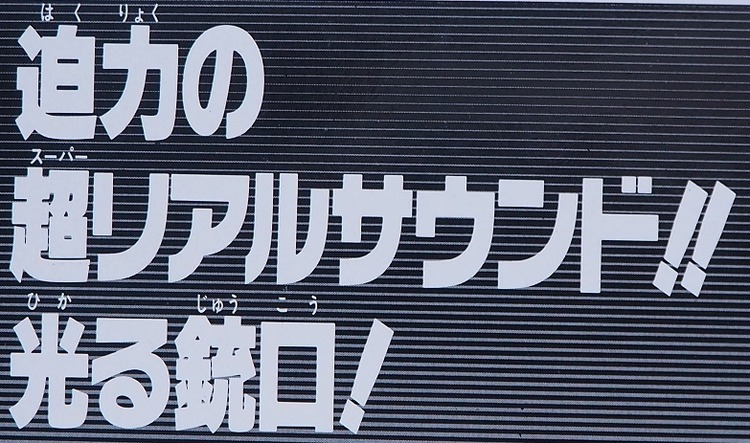 はくりょく
迫力の
スーパー
超リアルサウンド!!
ひか じゅうこう
光る銃口!